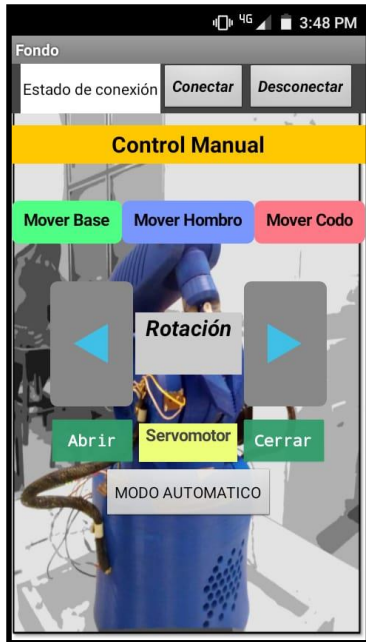 4G 3:48 PM
Fondo
Estado de conexión Conectar Desconectar
Control Manual
Mover Base Mover Hombro Mover Codo
Rotación
Abrir Servomotor Cerrar
MODO AUTOMATICO